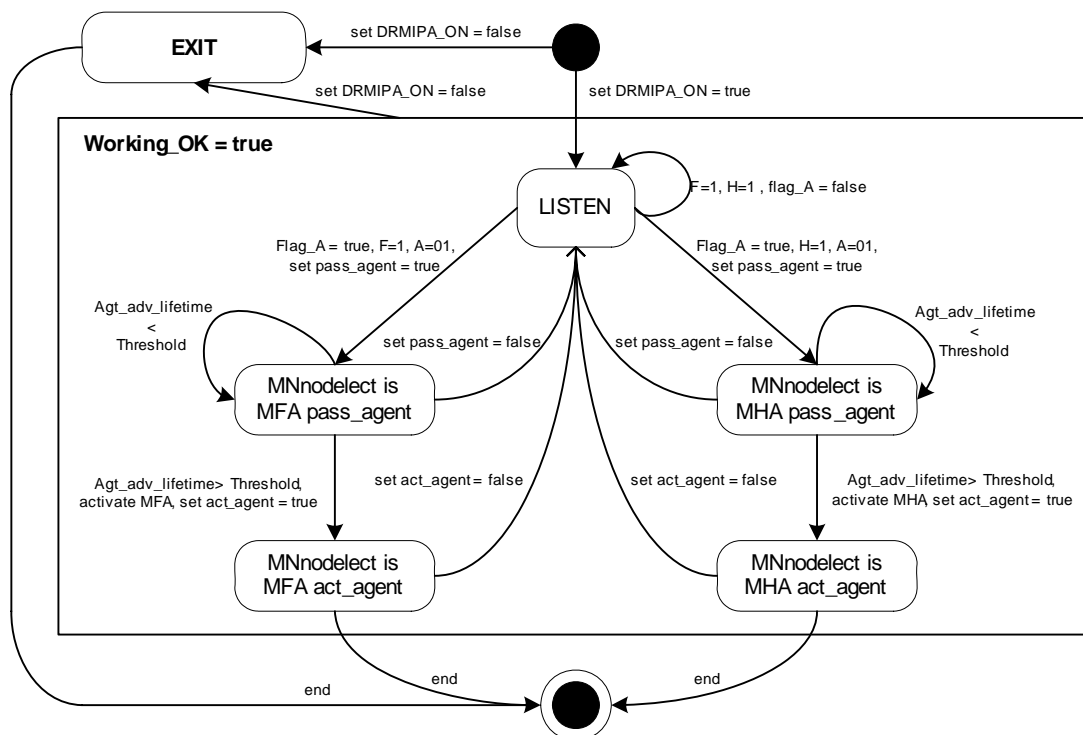 set DRMIPA_ON = false
EXIT
set DRMIPA_ON = false
set DRMIPA_ON = true
Working_OK = true
LISTEN
F=1, H=1 , flag_A = false
Flag_A = true, F=1, A=01,
set pass_agent = true
Flag_A = true, H=1, A=01,
set pass_agent = true
Agt_adv_lifetime
<
Threshold
set pass_agent = false
set pass_agent = false
Agt_adv_lifetime
<
Threshold
MNnodelect is
MFA pass_agent
MNnodelect is
MHA pass_agent
Agt_adv_lifetime> Threshold,
activate MFA, set act_agent = true
set act_agent = false
set act_agent = false
Agt_adv_lifetime> Threshold,
activate MHA, set act_agent = true
MNnodelect is
MFA act_agent
MNnodelect is
MHA act_agent
end
end
end